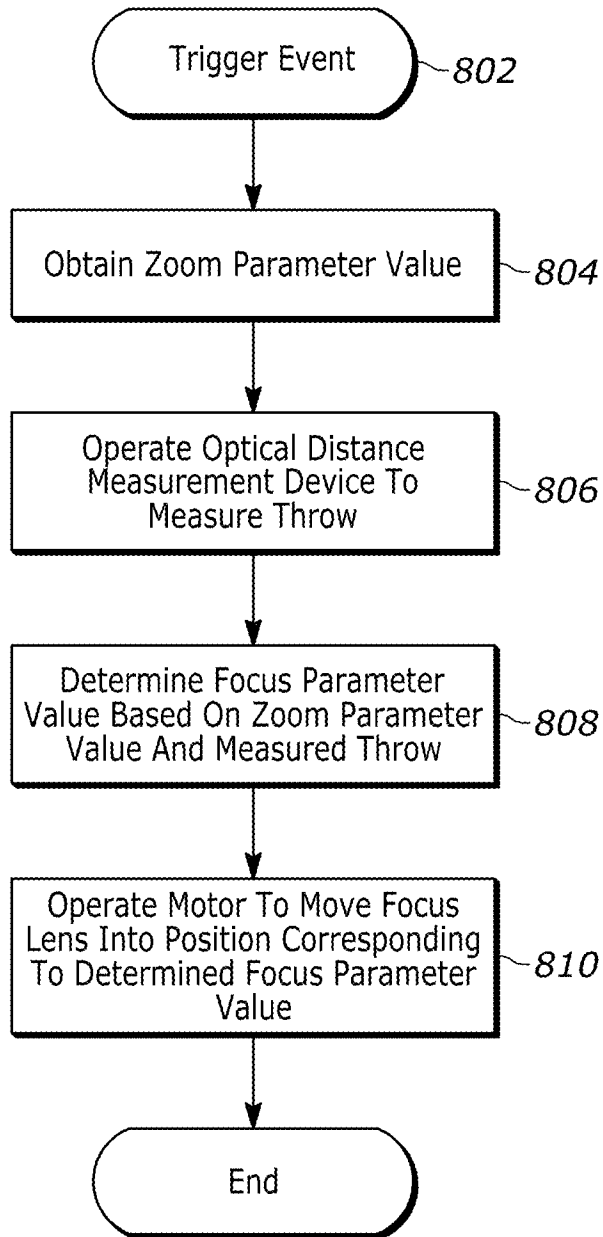 Trigger Event
802
Obtain Zoom Parameter Value
804
Operate Optical Distance
Measurement Device To
Measure Throw
806
Determine Focus Parameter
Value Based On Zoom Parameter
Value And Measured Throw
808
Operate Motor To Move Focus
Lens Into Position Corresponding
To Determined Focus Parameter
Value
810
End